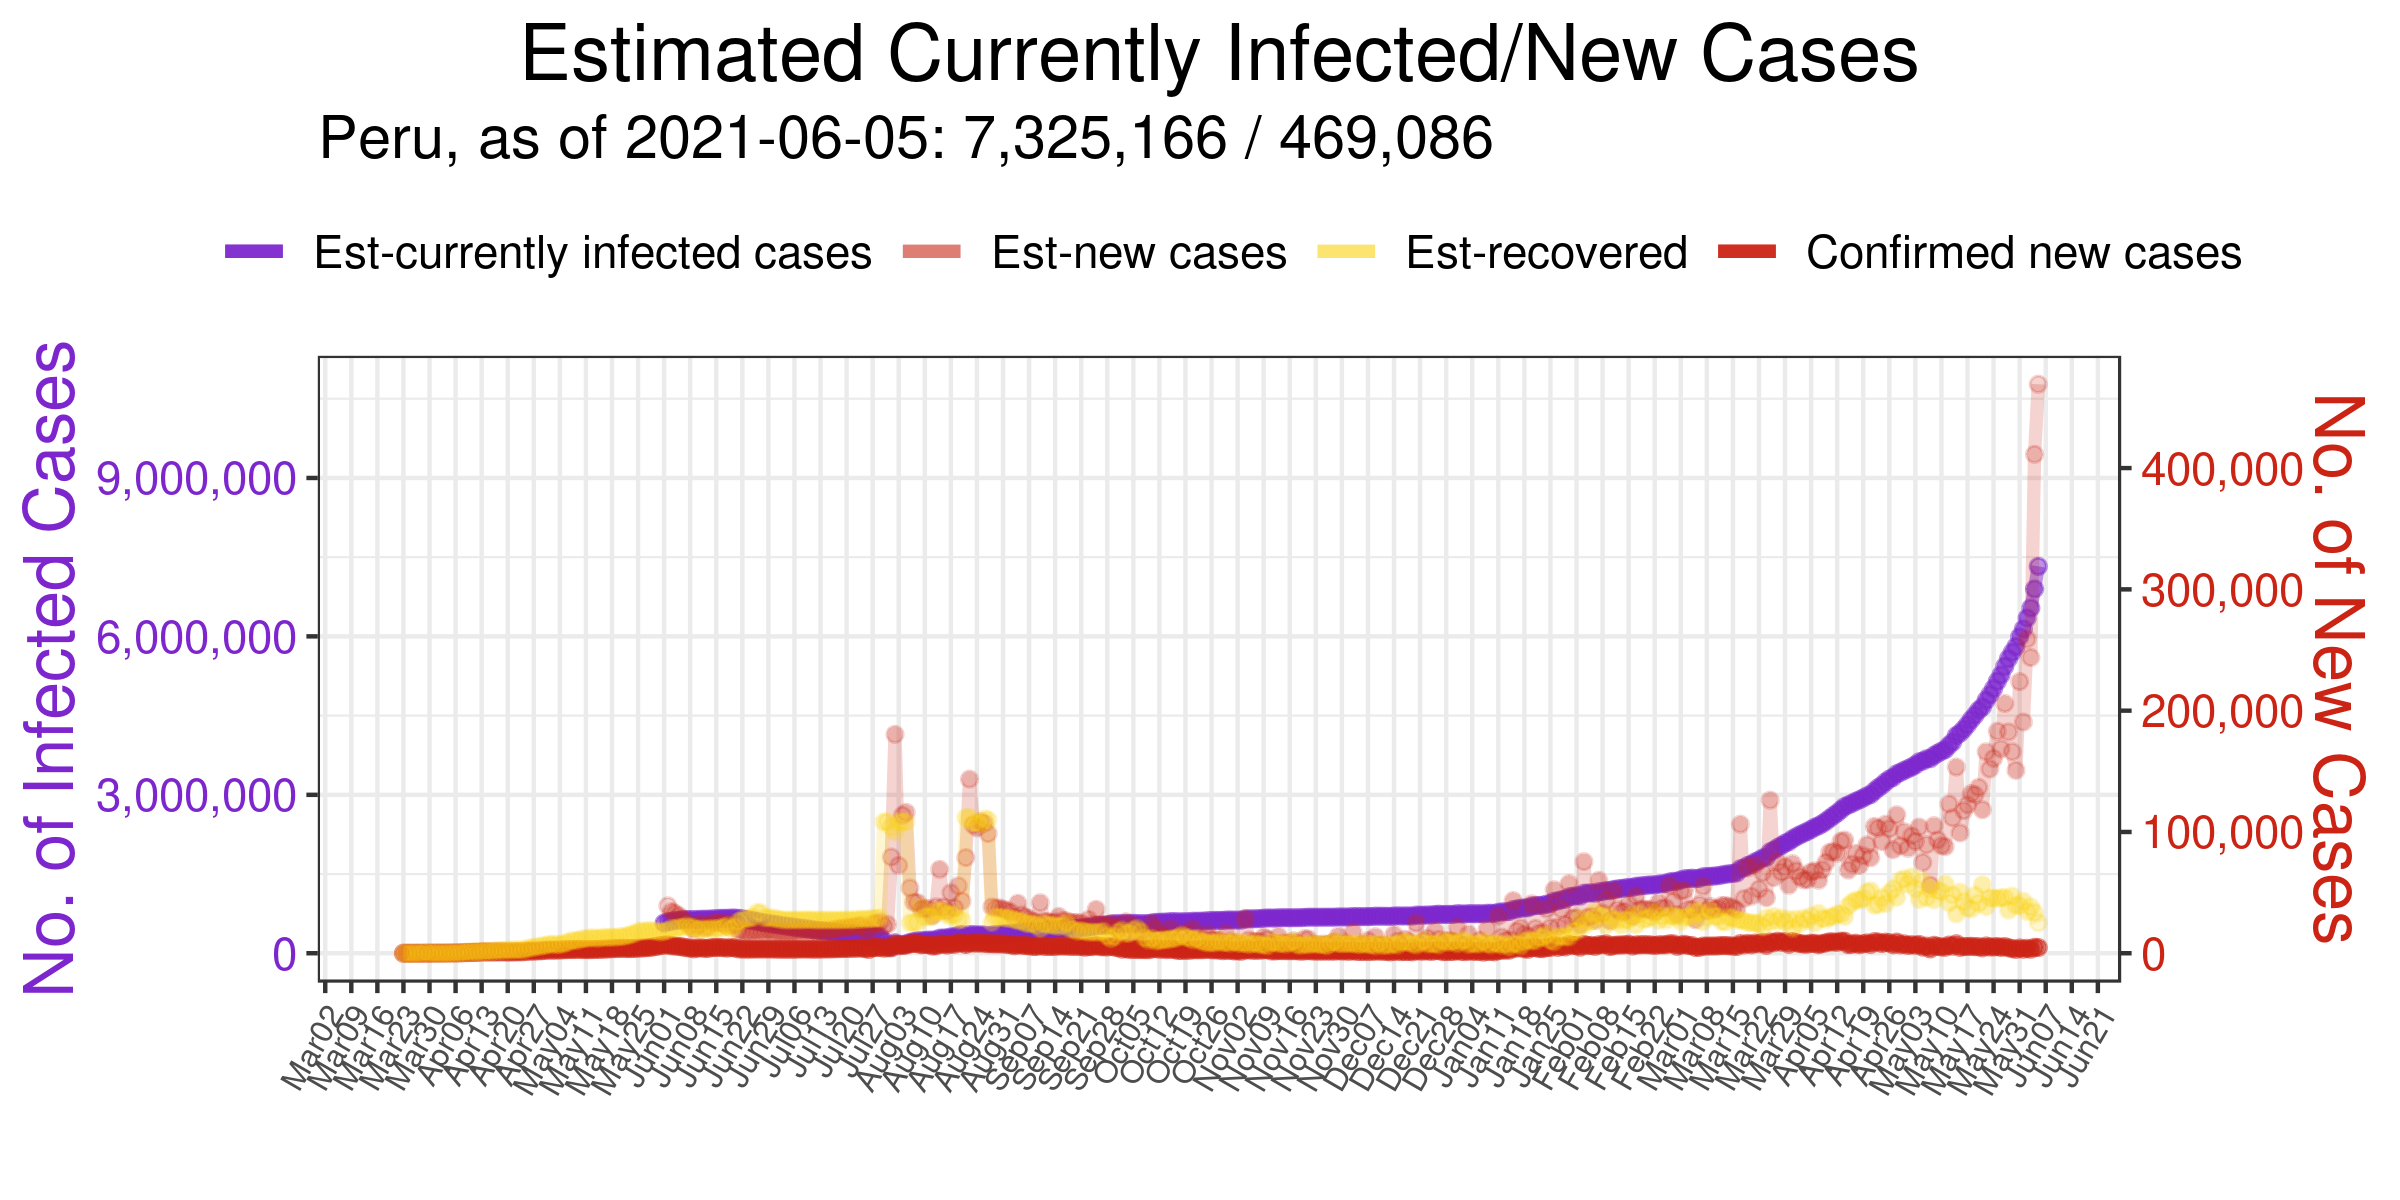 Estimated Currently Infected/New Cases
Peru, as of 2021-06-05: 7,325,166 / 469,086
Est-currently infected cases Est-new cases Est-recovered Confirmed new cases
No. of Infected Cases
9,000,000
6,000,000
3,000,000
0
No. of New Cases
400,000
300,000
200,000
100,000
0
Mar02
Mar09
Mar16
Mar23
Mar30
Apr06
Apr13
Apr20
Apr27
May04
May11
May18
May25
Jun01
Jun08
Jun15
Jun22
Jun29
Jul06
Jul13
Jul20
Jul27
Aug03
Aug10
Aug17
Aug24
Aug31
Sep07
Sep14
Sep21
Sep28
Oct05
Oct12
Oct19
Oct26
Nov02
Nov09
Nov16
Nov23
Nov30
Dec07
Dec14
Dec21
Dec28
Jan04
Jan11
Jan18
Jan25
Feb01
Feb08
Feb15
Feb22
Mar01
Mar08
Mar15
Mar22
Mar29
Apr05
Apr12
Apr19
Apr26
May03
May10
May17
May24
May31
Jun07
Jun14
Jun21